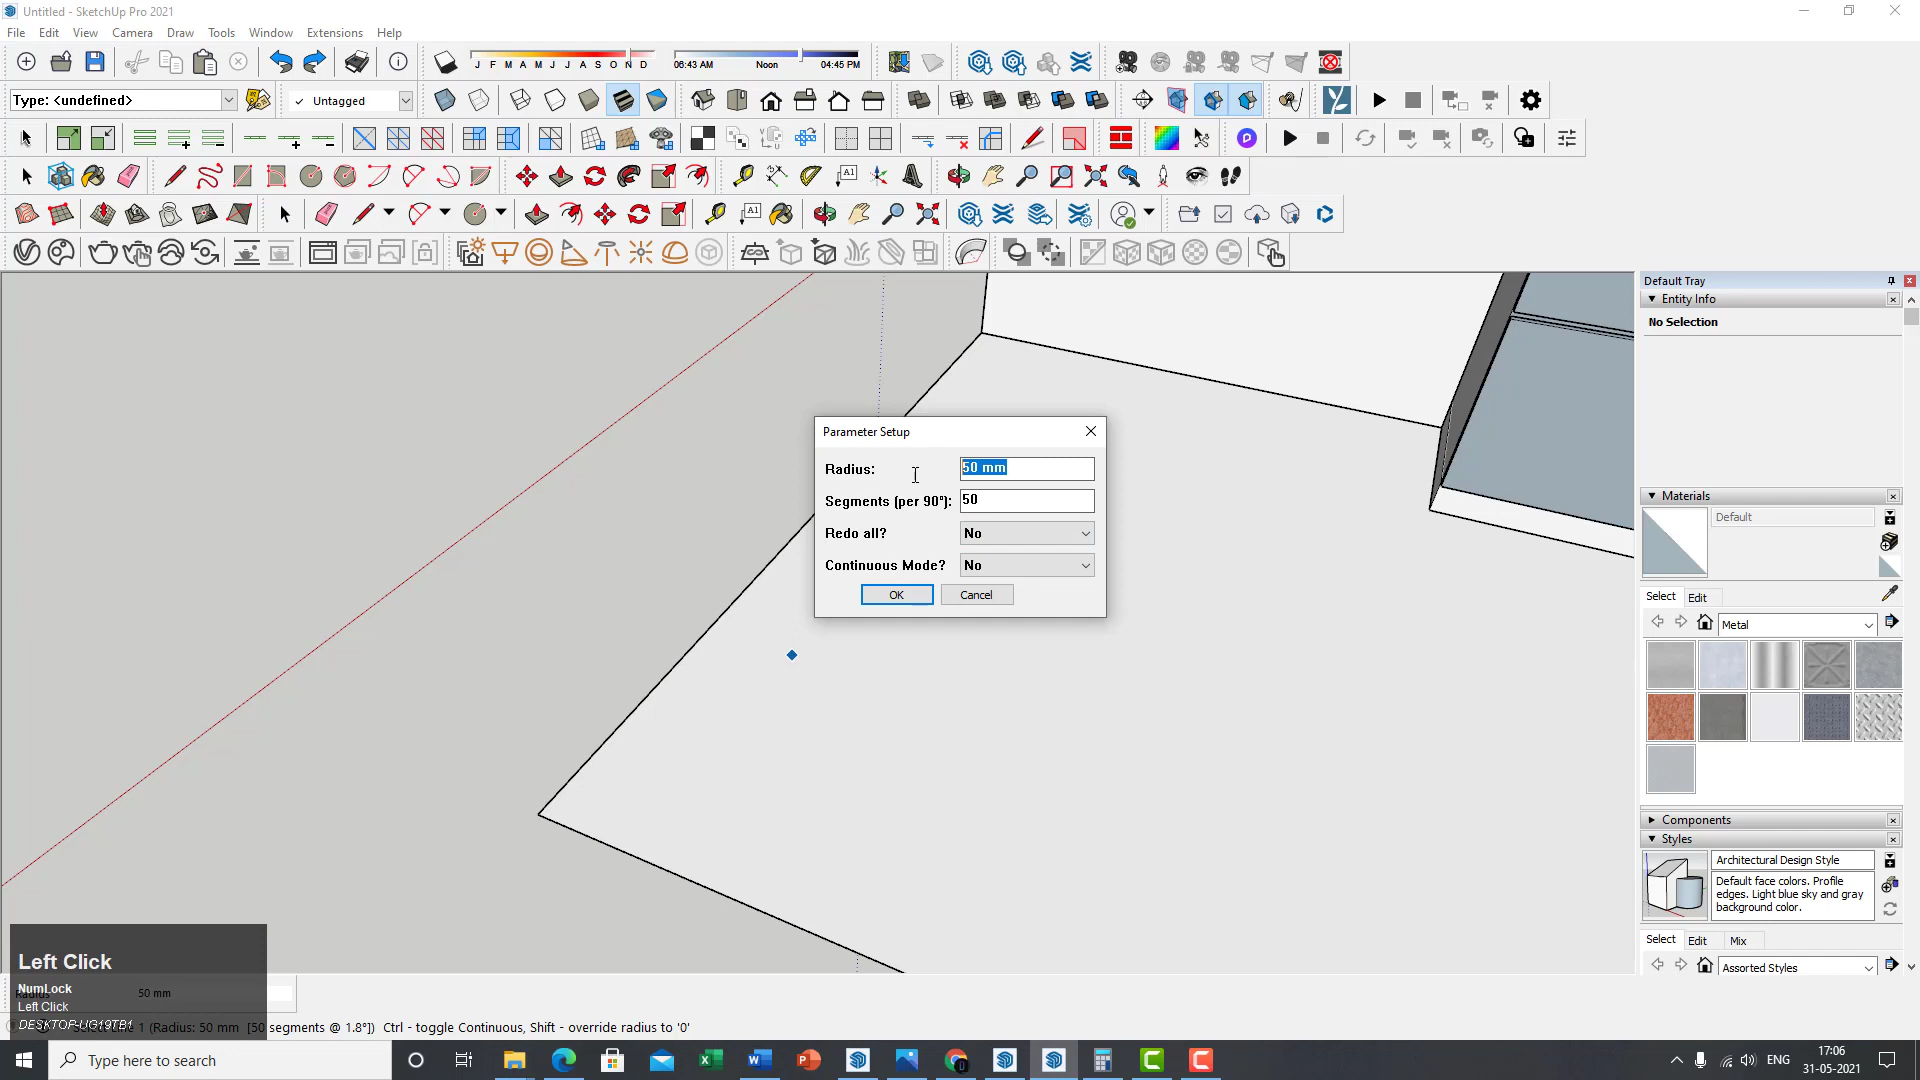 Untitled - SketchUp Pro 2021
File Edit View Camera Draw Tools Window Extensions Help
J F M A M J J A S O N D
06:43 AM Noon 04:45 PM
Type: <undefined>
Untagged
Default Tray
Entity Info
No Selection
Parameter Setup
Radius: 50 mm
Segments (per 90°): 50
Redo all? No
Continuous Mode? No
OK Cancel
Materials
Default
Select Edit
Metal
Components
Styles
Architectural Design Style
Default face colors. Profile
edges. Light blue sky and gray
background color.
Select Edit Mix
Assorted Styles
Left Click
NumLock
Left Click
DESKTOP-UG19TB1
Radius 50 mm
Select Line 1 (Radius: 50 mm [50 segments @ 1.8°]) Ctrl - toggle Continuous, Shift - override radius to '0'
Type here to search
ENG
17:06
31-05-2021